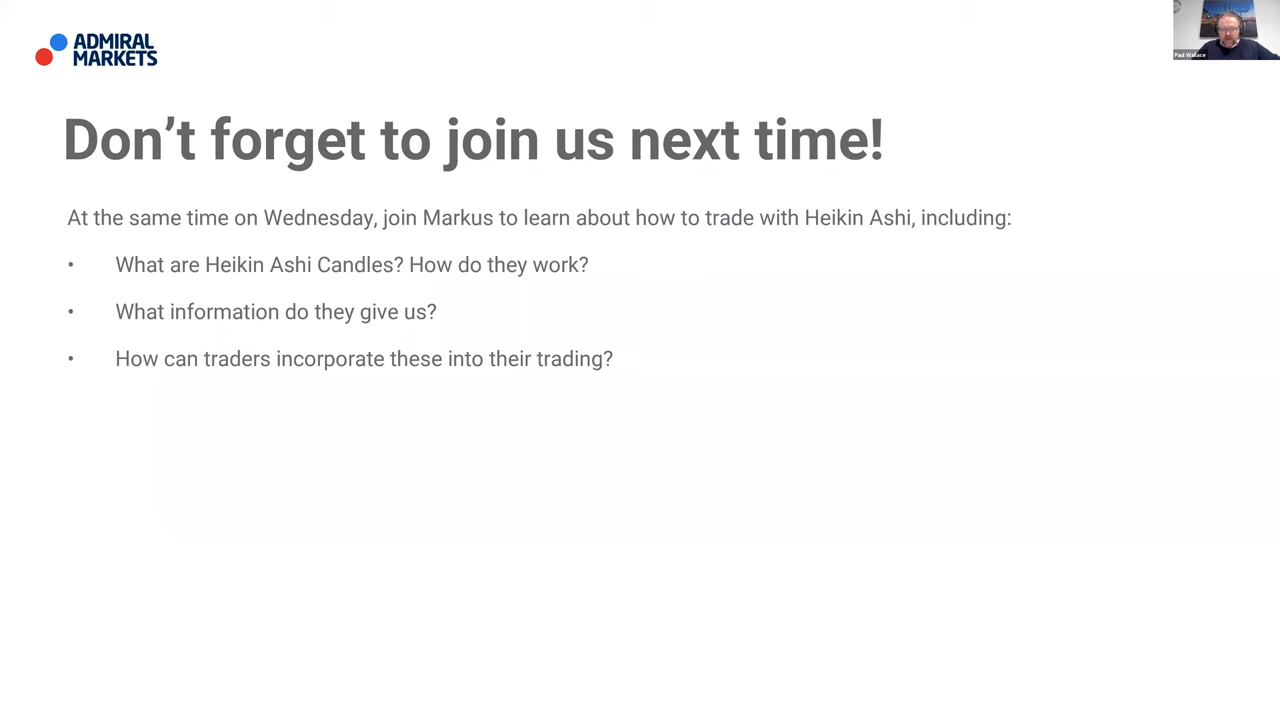 ADMIRAL
MARKETS
Paul Wallace
Don't forget to join us next time!
At the same time on Wednesday, join Markus to learn about how to trade with Heikin Ashi, including:
• What are Heikin Ashi Candles? How do they work?
• What information do they give us?
• How can traders incorporate these into their trading?